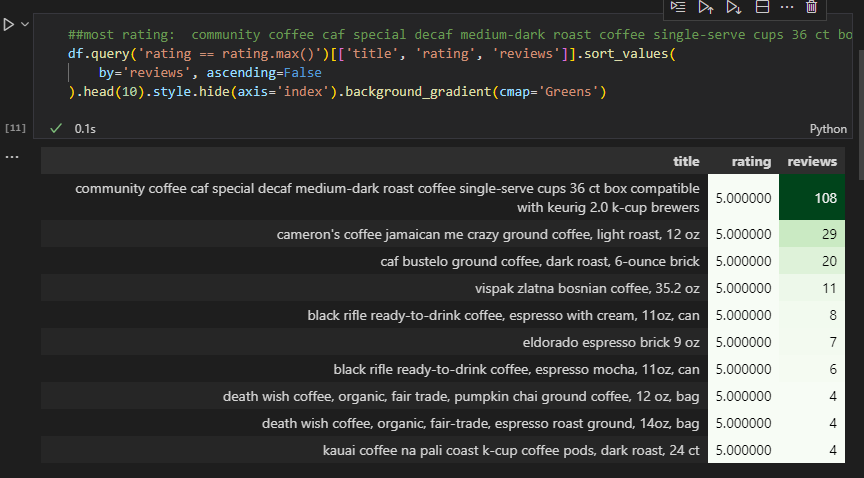 ##most rating:  community coffee caf special decaf medium-dark roast coffee single-serve cups 36 ct bo
df.query('rating == rating.max()')[['title', 'rating', 'reviews']].sort_values(
    by='reviews', ascending=False
).head(10).style.hide(axis='index').background_gradient(cmap='Greens')
[11] 0.1s Python
title rating reviews
community coffee caf special decaf medium-dark roast coffee single-serve cups 36 ct box compatible
with keurig 2.0 k-cup brewers 5.000000 108
cameron's coffee jamaican me crazy ground coffee, light roast, 12 oz 5.000000 29
caf bustelo ground coffee, dark roast, 6-ounce brick 5.000000 20
vispak zlatna bosnian coffee, 35.2 oz 5.000000 11
black rifle ready-to-drink coffee, espresso with cream, 11oz, can 5.000000 8
eldorado espresso brick 9 oz 5.000000 7
black rifle ready-to-drink coffee, espresso mocha, 11oz, can 5.000000 6
death wish coffee, organic, fair trade, pumpkin chai ground coffee, 12 oz, bag 5.000000 4
death wish coffee, organic, fair-trade, espresso roast ground, 14oz, bag 5.000000 4
kauai coffee na pali coast k-cup coffee pods, dark roast, 24 ct 5.000000 4